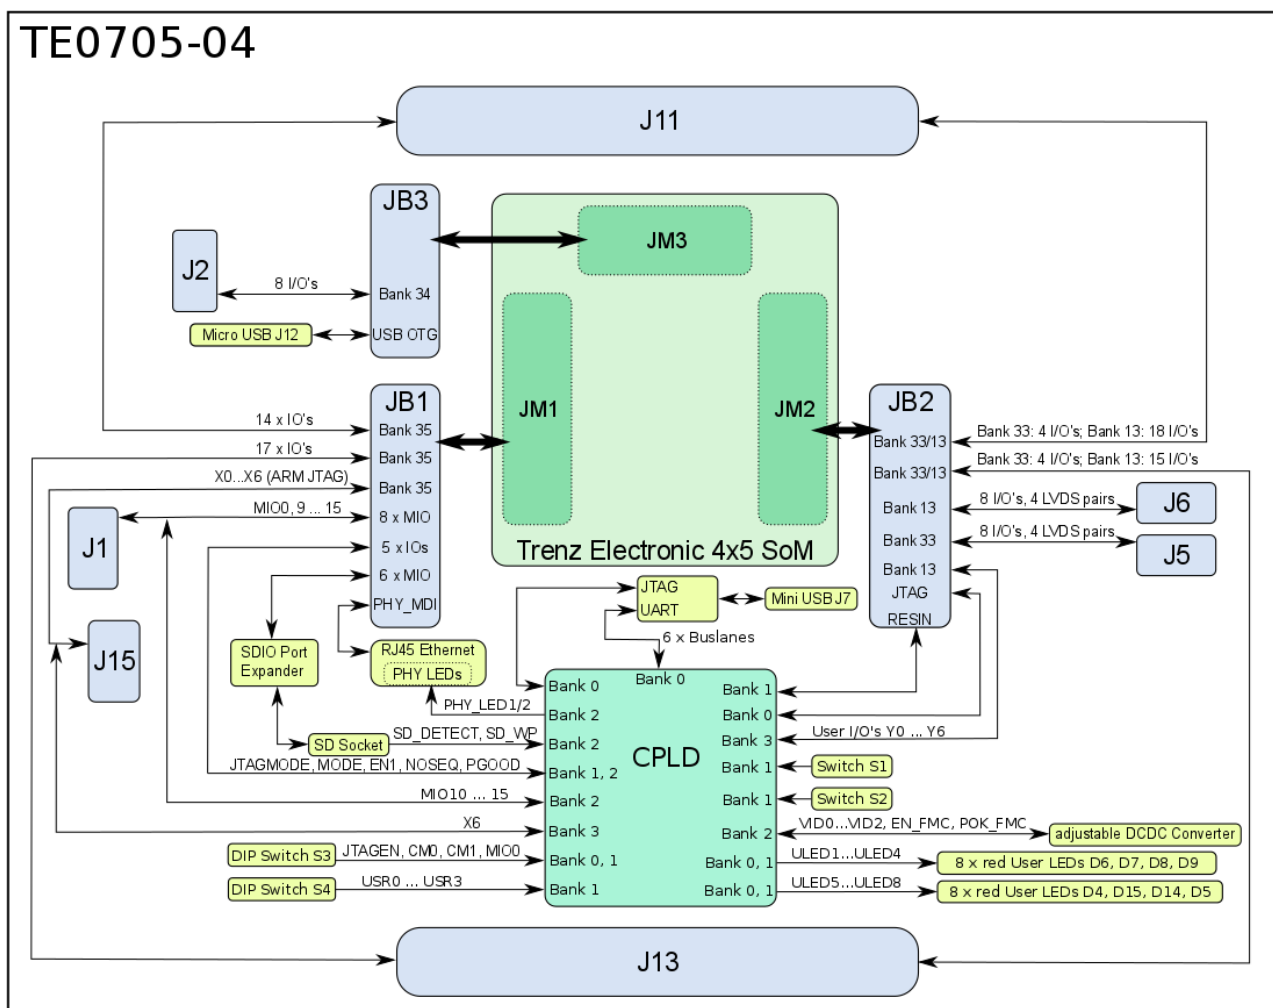 TE0705-04
J11
JB3
JM3
J2
8 I/O's
Bank 34
Micro USB J12
USB OTG
JM1
JM2
Trenz Electronic 4x5 SoM
JB1
14 x IO's
Bank 35
17 x IO's
Bank 35
X0...X6 (ARM JTAG)
Bank 35
MIO0, 9 ... 15
8 x MIO
J1
5 x IOs
6 x MIO
PHY_MDI
J15
SDIO Port
Expander
RJ45 Ethernet
PHY LEDs
JB2
Bank 33/13
Bank 33: 4 I/O's; Bank 13: 18 I/O's
Bank 33/13
Bank 33: 4 I/O's; Bank 13: 15 I/O's
Bank 13
8 I/O's, 4 LVDS pairs
J6
Bank 33
8 I/O's, 4 LVDS pairs
J5
Bank 13
JTAG
RESIN
JTAG
UART
Mini USB J7
6 x Buslanes
Bank 0
CPLD
Bank 0
PHY_LED1/2
Bank 2
SD Socket
SD_DETECT, SD_WP
Bank 2
JTAGMODE, MODE, EN1, NOSEQ, PGOOD
Bank 1, 2
MIO10 ... 15
Bank 2
X6
Bank 3
DIP Switch S3
JTAGEN, CM0, CM1, MIO0
Bank 0, 1
DIP Switch S4
USR0 ... USR3
Bank 1
Bank 1
Bank 0
Bank 3
User I/O's Y0 ... Y6
Bank 1
Switch S1
Bank 1
Switch S2
Bank 2
VID0...VID2, EN_FMC, POK_FMC
adjustable DCDC Converter
Bank 0, 1
ULED1...ULED4
8 x red User LEDs D6, D7, D8, D9
Bank 0, 1
ULED5...ULED8
8 x red User LEDs D4, D15, D14, D5
J13